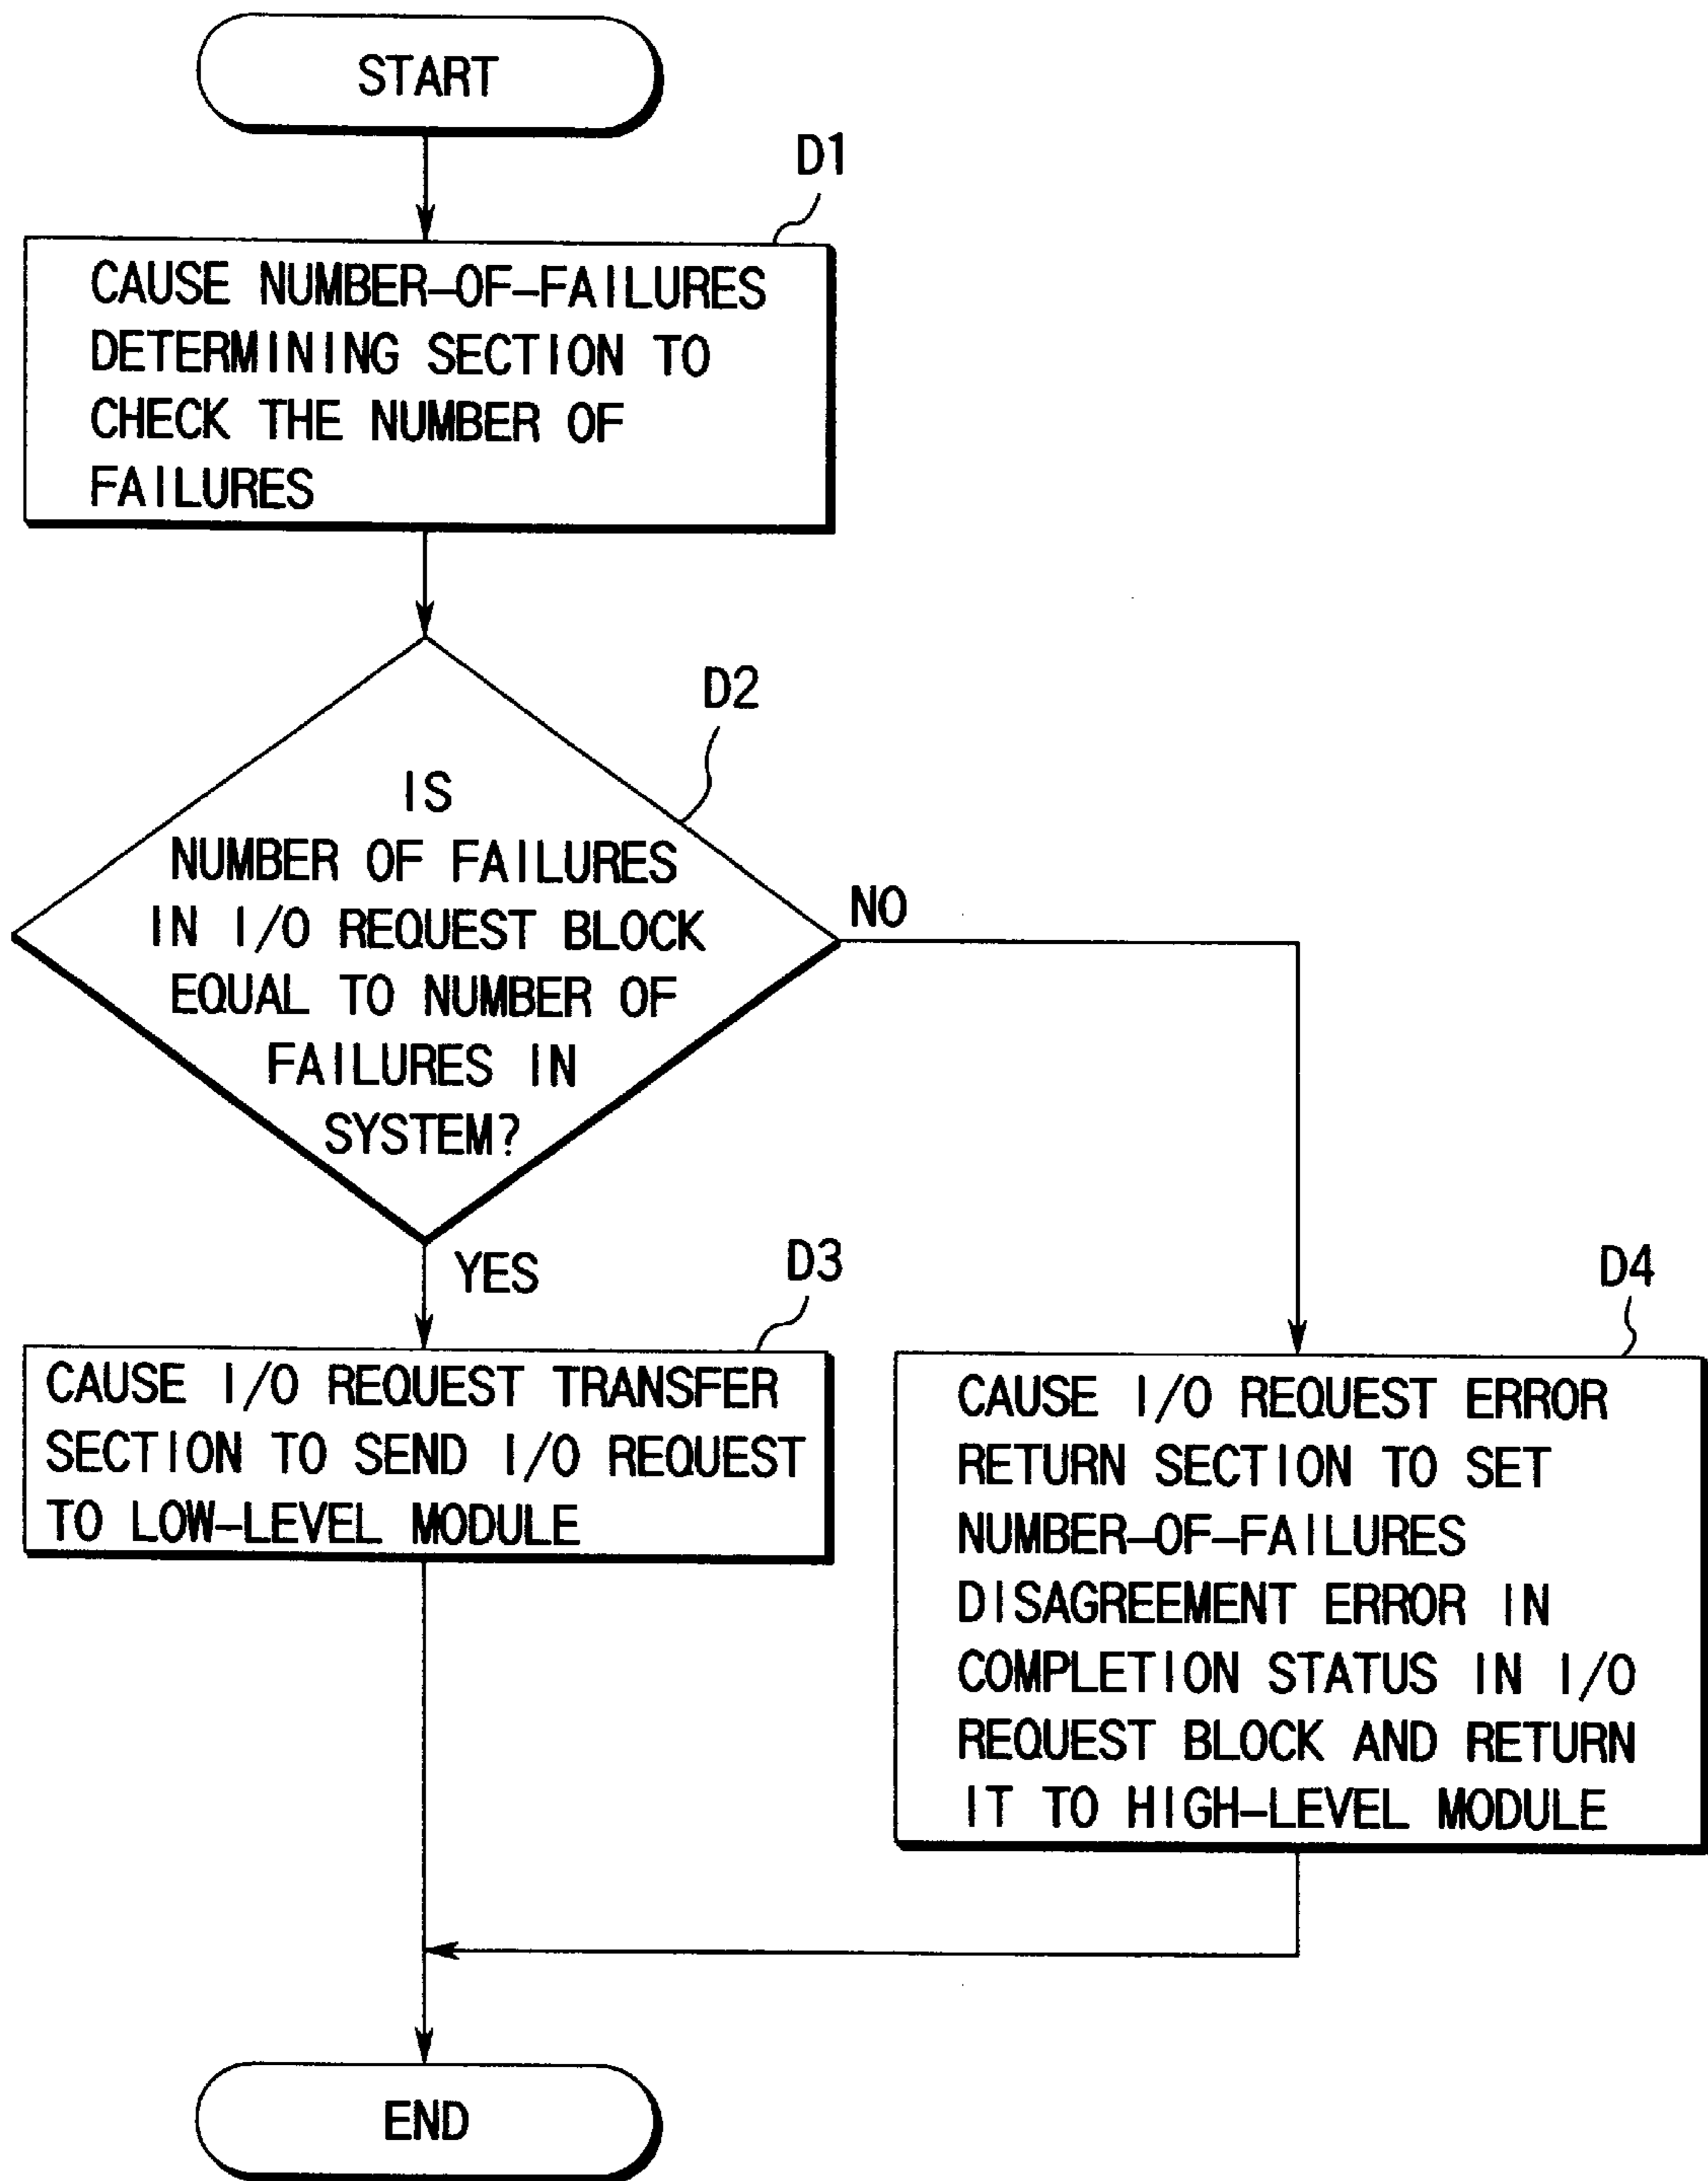 START
D1
CAUSE NUMBER-OF-FAILURES
DETERMINING SECTION TO
CHECK THE NUMBER OF
FAILURES
D2
IS
NUMBER OF FAILURES
IN I/O REQUEST BLOCK
EQUAL TO NUMBER OF
FAILURES IN
SYSTEM?
NO
YES
D3
CAUSE I/O REQUEST TRANSFER
SECTION TO SEND I/O REQUEST
TO LOW-LEVEL MODULE
D4
CAUSE I/O REQUEST ERROR
RETURN SECTION TO SET
NUMBER-OF-FAILURES
DISAGREEMENT ERROR IN
COMPLETION STATUS IN I/O
REQUEST BLOCK AND RETURN
IT TO HIGH-LEVEL MODULE
END